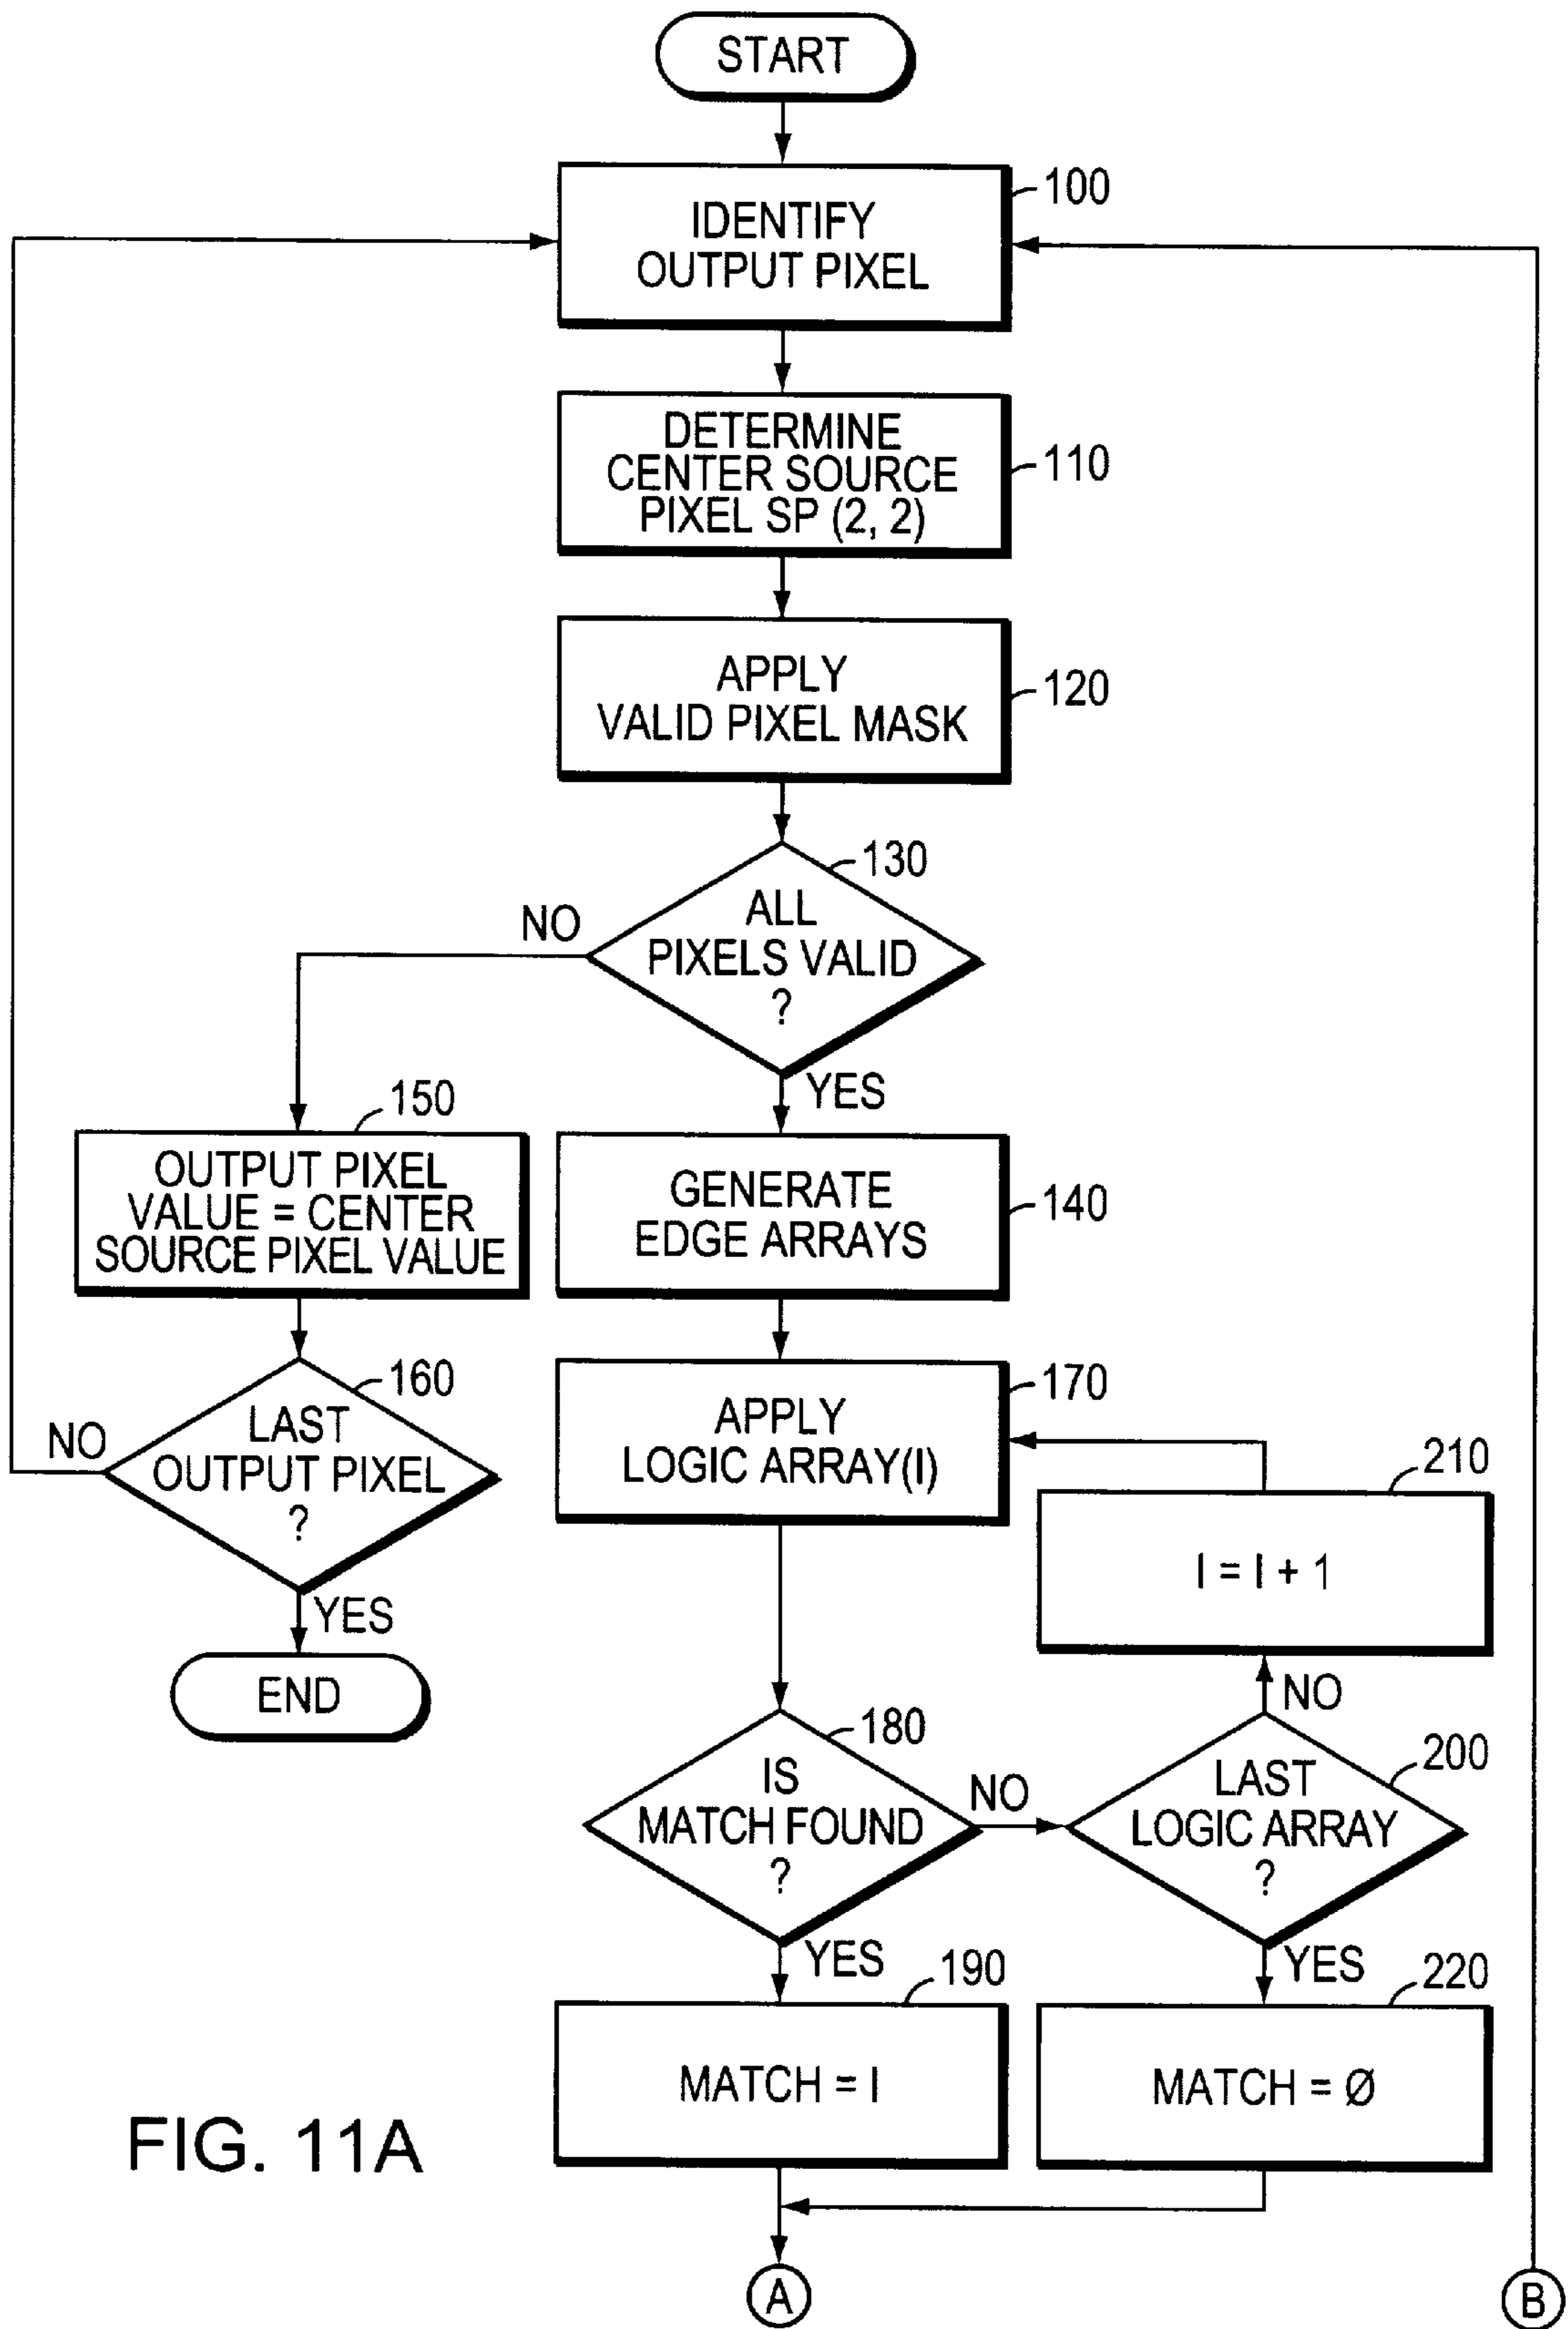 START
IDENTIFY
OUTPUT PIXEL
100
DETERMINE
CENTER SOURCE
PIXEL SP (2, 2)
110
APPLY
VALID PIXEL MASK
120
ALL
PIXELS VALID
?
130
NO
YES
OUTPUT PIXEL
VALUE = CENTER
SOURCE PIXEL VALUE
150
GENERATE
EDGE ARRAYS
140
LAST
OUTPUT PIXEL
?
160
NO
YES
END
APPLY
LOGIC ARRAY(I)
170
I = I + 1
210
IS
MATCH FOUND
?
180
NO
YES
LAST
LOGIC ARRAY
?
200
NO
YES
MATCH = I
190
MATCH = Ø
220
A
B
FIG. 11A